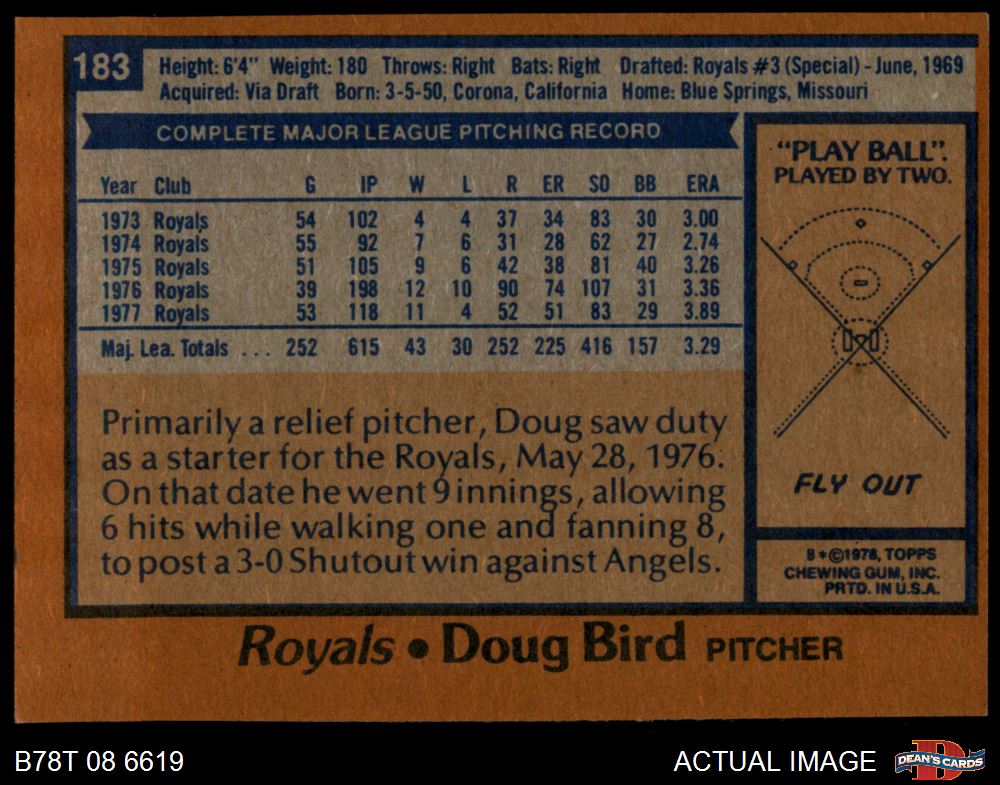 183
Height: 6'4" Weight: 180 Throws: Right Bats: Right Drafted: Royals #3 (Special) - June, 1969
Acquired: Via Draft Born: 3-5-50, Corona, California Home: Blue Springs, Missouri
COMPLETE MAJOR LEAGUE PITCHING RECORD
Year Club G IP W L R ER SO BB ERA
1973 Royals 54 102 4 4 37 34 83 30 3.00
1974 Royals 55 92 7 6 31 28 62 27 2.74
1975 Royals 51 105 9 6 42 38 81 40 3.26
1976 Royals 39 198 12 10 90 74 107 31 3.36
1977 Royals 53 118 11 4 52 51 83 29 3.89
Maj. Lea. Totals ... 252 615 43 30 252 225 416 157 3.29
Primarily a relief pitcher, Doug saw duty
as a starter for the Royals, May 28, 1976.
On that date he went 9 innings, allowing
6 hits while walking one and fanning 8,
to post a 3-0 Shutout win against Angels.
"PLAY BALL".
PLAYED BY TWO.
FLY OUT
B*©1978, TOPPS
CHEWING GUM, INC.
PRTD. IN U.S.A.
Royals • Doug Bird PITCHER
B78T 08 6619
ACTUAL IMAGE
D
DEAN'S CARDS